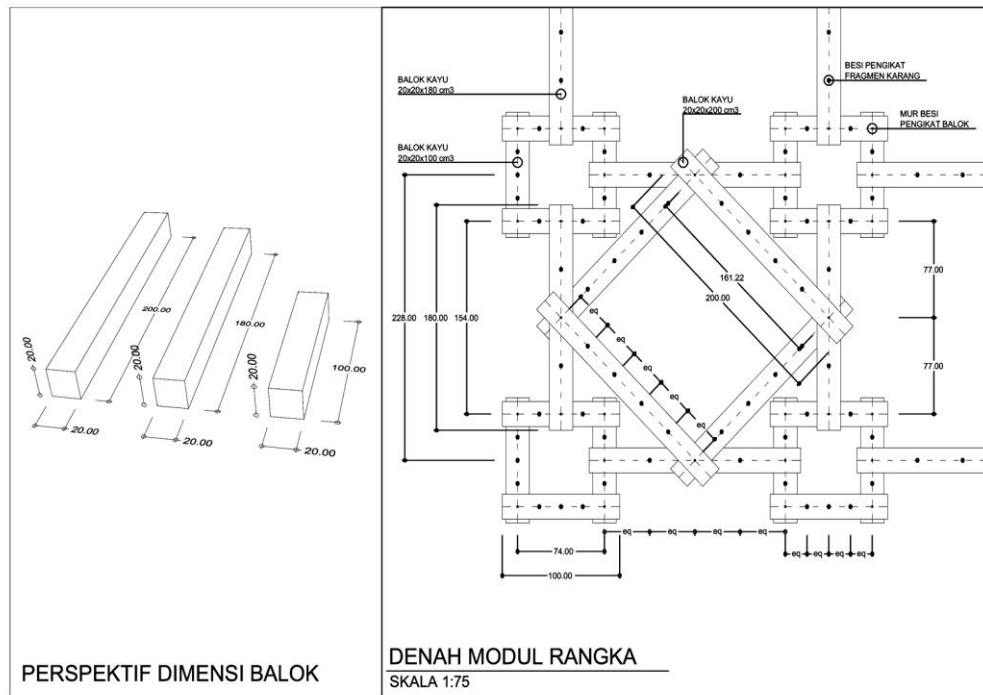 200.00
180.00
100.00
20.00
20.00
20.00
20.00
20.00
20.00
PERSPEKTIF DIMENSI BALOK
BALOK KAYU
20x20x180 cm3
BALOK KAYU
20x20x200 cm3
BESI PENGIKAT
FRAGMEN KARANG
MUR BESI
PENGIKAT BALOK
BALOK KAYU
20x20x100 cm3
228.00
180.00
154.00
161.22
200.00
77.00
77.00
eq
eq
eq
eq
eq
eq
eq
eq
eq
eq
eq
eq
eq
74.00
100.00
DENAH MODUL RANGKA
SKALA 1:75